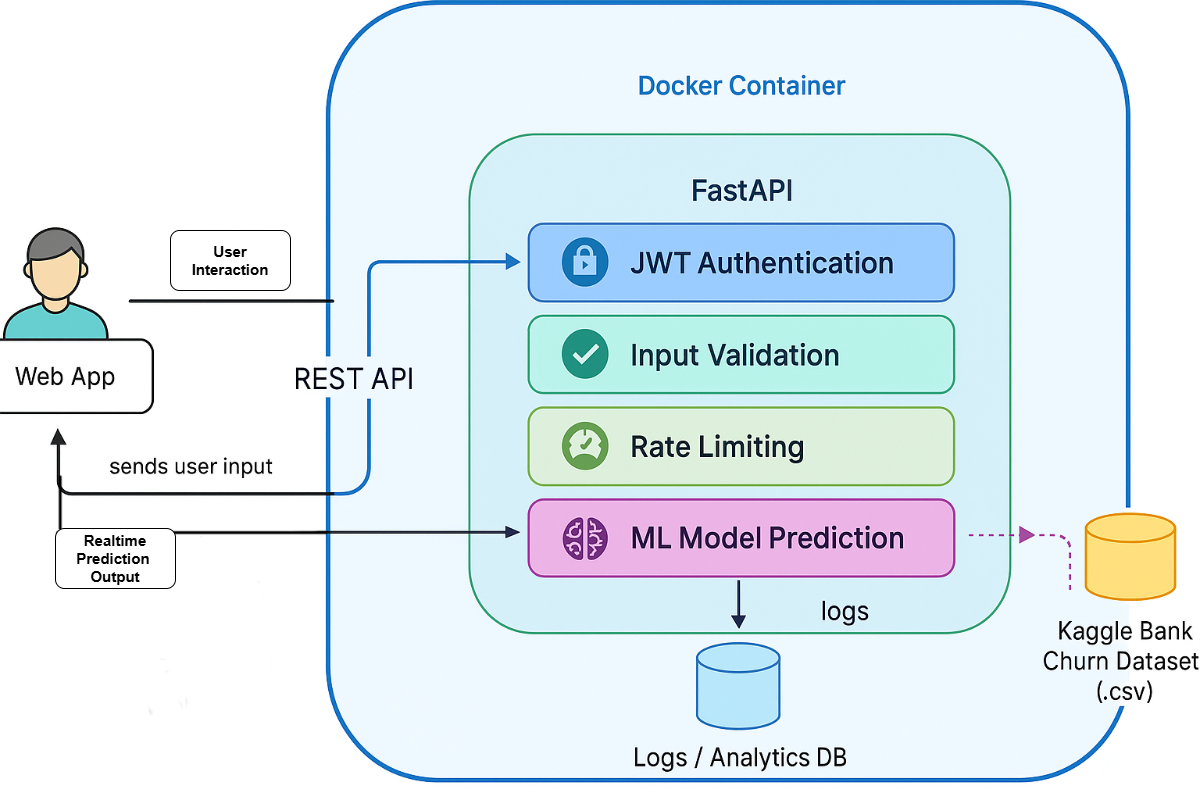 Docker Container
FastAPI
User
Interaction
JWT Authentication
Input Validation
Web App
REST API
Rate Limiting
sends user input
Realtime
Prediction
Output
ML Model Prediction
logs
Kaggle Bank
Churn Dataset
(.csv)
Logs / Analytics DB